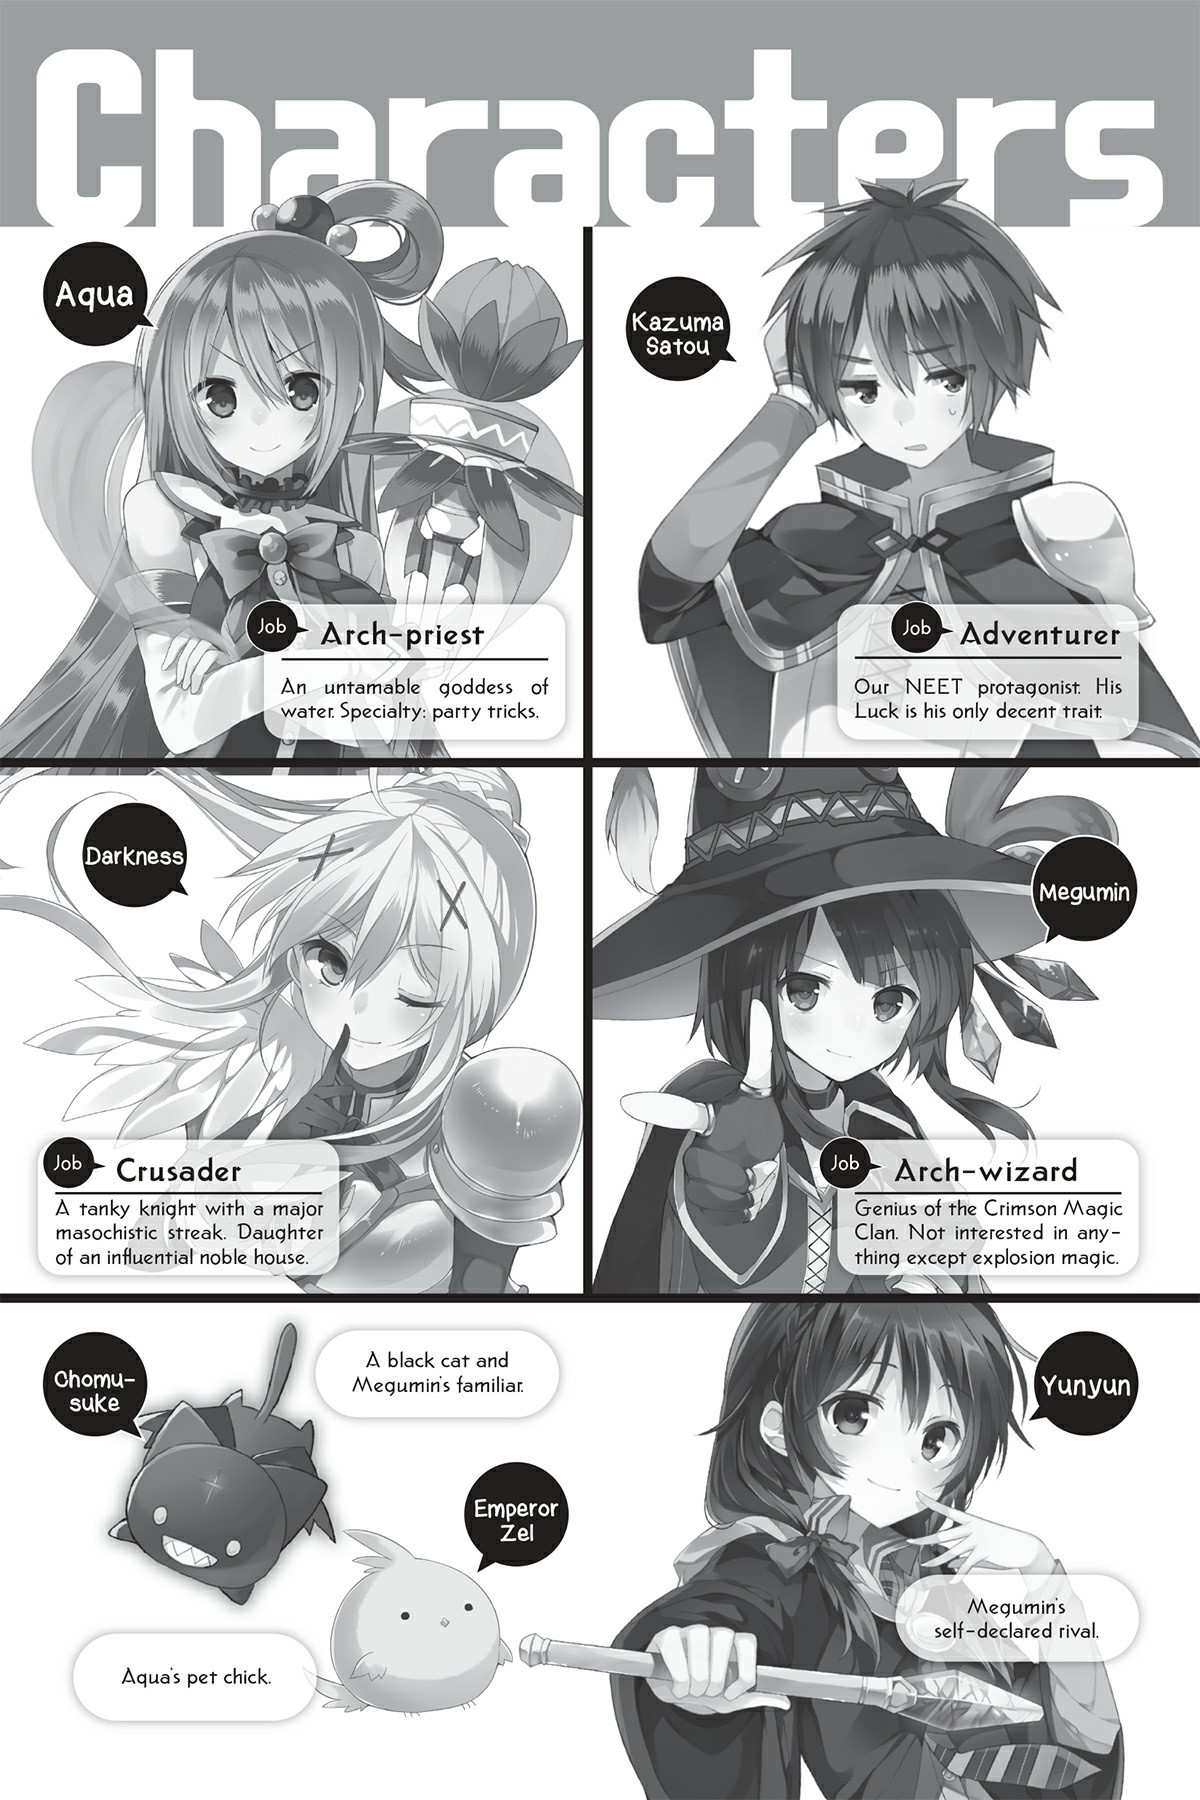 Characters
Aqua
Job
Arch-priest
An untamable goddess of
water. Specialty: party tricks.
Kazuma
Satou
Job
Adventurer
Our NEET protagonist. His
Luck is his only decent trait.
Darkness
Job
Crusader
A tanky knight with a major
masochistic streak. Daughter
of an influential noble house.
Megumin
Job
Arch-wizard
Genius of the Crimson Magic
Clan. Not interested in any-
thing except explosion magic.
Chomu-
suke
A black cat and
Megumin's familiar.
Emperor
Zel
Aqua's pet chick.
Yunyun
Megumin's
self-declared rival.